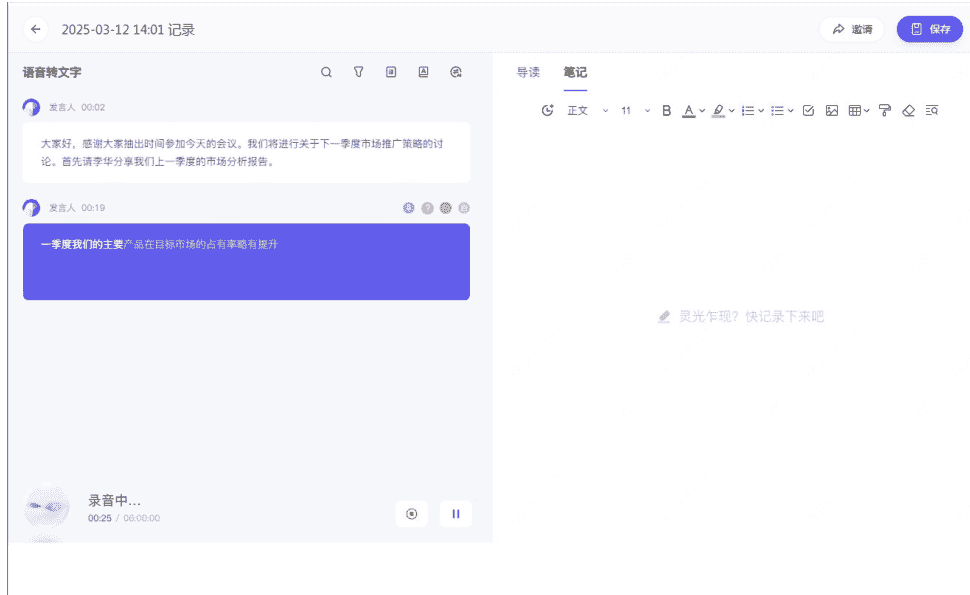 2025-03-12 14:01 记录
邀请
保存
语音转文字
发言人 00:02
大家好，感谢大家抽出时间参加今天的会议。我们将进行关于下一季度市场推广策略的讨
论。首先请李华分享我们上一季度的市场分析报告。
发言人 00:19
一季度我们的主要产品在目标市场的占有率略有提升
录音中...
00:25 / 06:00:00
导读 笔记
正文 11 B A
灵光乍现？快记录下来吧